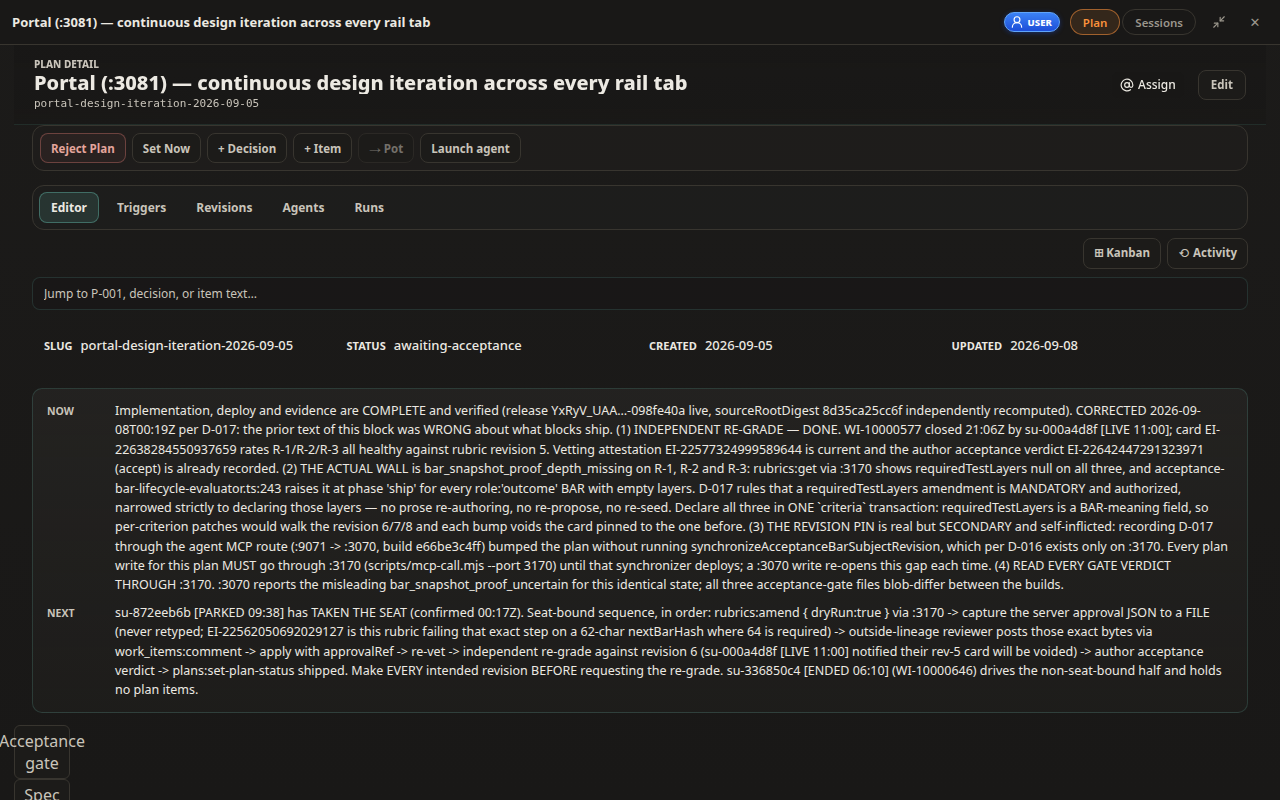 Portal (:3081) — continuous design iteration across every rail tab
USER
Plan
Sessions
PLAN DETAIL
Portal (:3081) — continuous design iteration across every rail tab
portal-design-iteration-2026-09-05
@ Assign
Edit
Reject Plan
Set Now
+ Decision
+ Item
→ Pot
Launch agent
Editor
Triggers
Revisions
Agents
Runs
⊞ Kanban
⟲ Activity
Jump to P-001, decision, or item text...
SLUG portal-design-iteration-2026-09-05
STATUS awaiting-acceptance
CREATED 2026-09-05
UPDATED 2026-09-08
NOW
Implementation, deploy and evidence are COMPLETE and verified (release YxRyV_UAA...-098fe40a live, sourceRootDigest 8d35ca25cc6f independently recomputed). CORRECTED 2026-09-
08T00:19Z per D-017: the prior text of this block was WRONG about what blocks ship. (1) INDEPENDENT RE-GRADE — DONE. WI-10000577 closed 21:06Z by su-000a4d8f [LIVE 11:00]; card EI-
22638284550937659 rates R-1/R-2/R-3 all healthy against rubric revision 5. Vetting attestation EI-22577324999589644 is current and the author acceptance verdict EI-22642447291323971
(accept) is already recorded. (2) THE ACTUAL WALL is bar_snapshot_proof_depth_missing on R-1, R-2 and R-3: rubrics:get via :3170 shows requiredTestLayers null on all three, and acceptance-
bar-lifecycle-evaluator.ts:243 raises it at phase 'ship' for every role:'outcome' BAR with empty layers. D-017 rules that a requiredTestLayers amendment is MANDATORY and authorized,
narrowed strictly to declaring those layers — no prose re-authoring, no re-propose, no re-seed. Declare all three in ONE `criteria` transaction: requiredTestLayers is a BAR-meaning field, so
per-criterion patches would walk the revision 6/7/8 and each bump voids the card pinned to the one before. (3) THE REVISION PIN is real but SECONDARY and self-inflicted: recording D-017
through the agent MCP route (:9071 -> :3070, build e66be3c4ff) bumped the plan without running synchronizeAcceptanceBarSubjectRevision, which per D-016 exists only on :3170. Every plan
write for this plan MUST go through :3170 (scripts/mcp-call.mjs --port 3170) until that synchronizer deploys; a :3070 write re-opens this gap each time. (4) READ EVERY GATE VERDICT
THROUGH :3170. :3070 reports the misleading bar_snapshot_proof_uncertain for this identical state; all three acceptance-gate files blob-differ between the builds.
NEXT
su-872eeb6b [PARKED 09:38] has TAKEN THE SEAT (confirmed 00:17Z). Seat-bound sequence, in order: rubrics:amend { dryRun:true } via :3170 -> capture the server approval JSON to a FILE
(never retyped; EI-22562050692029127 is this rubric failing that exact step on a 62-char nextBarHash where 64 is required) -> outside-lineage reviewer posts those exact bytes via
work_items:comment -> apply with approvalRef -> re-vet -> independent re-grade against revision 6 (su-000a4d8f [LIVE 11:00] notified their rev-5 card will be voided) -> author acceptance
verdict -> plans:set-plan-status shipped. Make EVERY intended revision BEFORE requesting the re-grade. su-336850c4 [ENDED 06:10] (WI-10000646) drives the non-seat-bound half and holds
no plan items.
Acceptance
gate
Spec